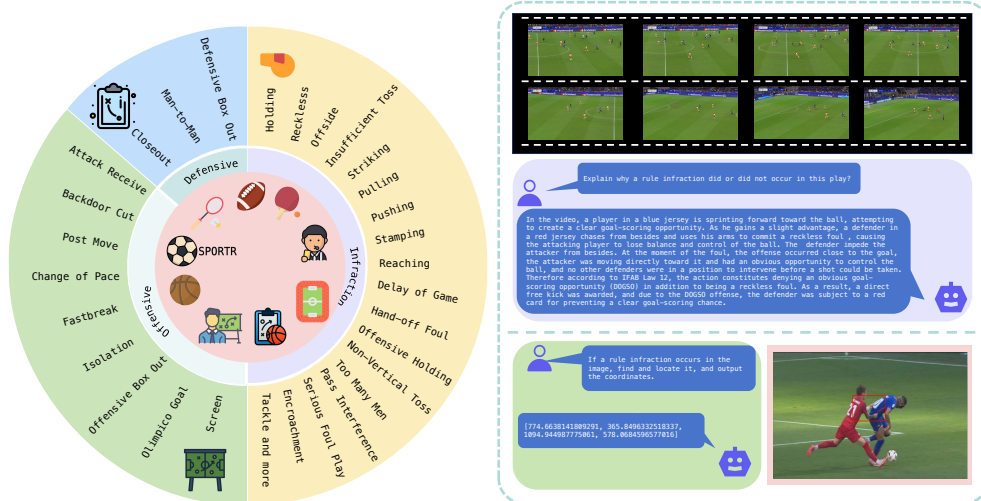 Defensive Box Out
Man-to-Man
Closeout
Attack Receive
Backdoor Cut
Post Move
Change of Pace
Fastbreak
Isolation
Offensive Box Out
Olimpico Goal
Screen
Holding
Recklesss
Offside
Insufficient Toss
Striking
Pulling
Pushing
Stamping
Reaching
Delay of Game
Hand-off Foul
Offensive Holding
Non-Vertical Toss
Too Many Men
Pass Interference
Serious Foul Play
Encroachment
Tackle and more
Defensive
Infraction
Offensive
SPORTR
Explain why a rule infraction did or did not occur in this play?
In the video, a player in a blue jersey is sprinting forward toward the ball, attempting
to create a clear goal-scoring opportunity. As he gains a slight advantage, a defender in
a red jersey chases from besides and uses his arms to commit a reckless foul , causing
the attacking player to lose balance and control of the ball. The  defender impede the
attacker from besides. At the moment of the foul, the offense occurred close to the goal,
the attacker was moving directly toward it and had an obvious opportunity to control the
ball, and no other defenders were in a position to intervene before a shot could be taken.
Therefore according to IFAB Law 12, the action constitutes denying an obvious goal-
scoring opportunity (DOGSO) in addition to being a reckless foul. As a result, a direct
free kick was awarded, and due to the DOGSO offense, the defender was subject to a red
card for preventing a clear goal-scoring chance.
If a rule infraction occurs in the
image, find and locate it, and output
the coordinates.
[774.6638141809291, 365.8496332518337,
1094.944987775061, 578.0684596577016]
21